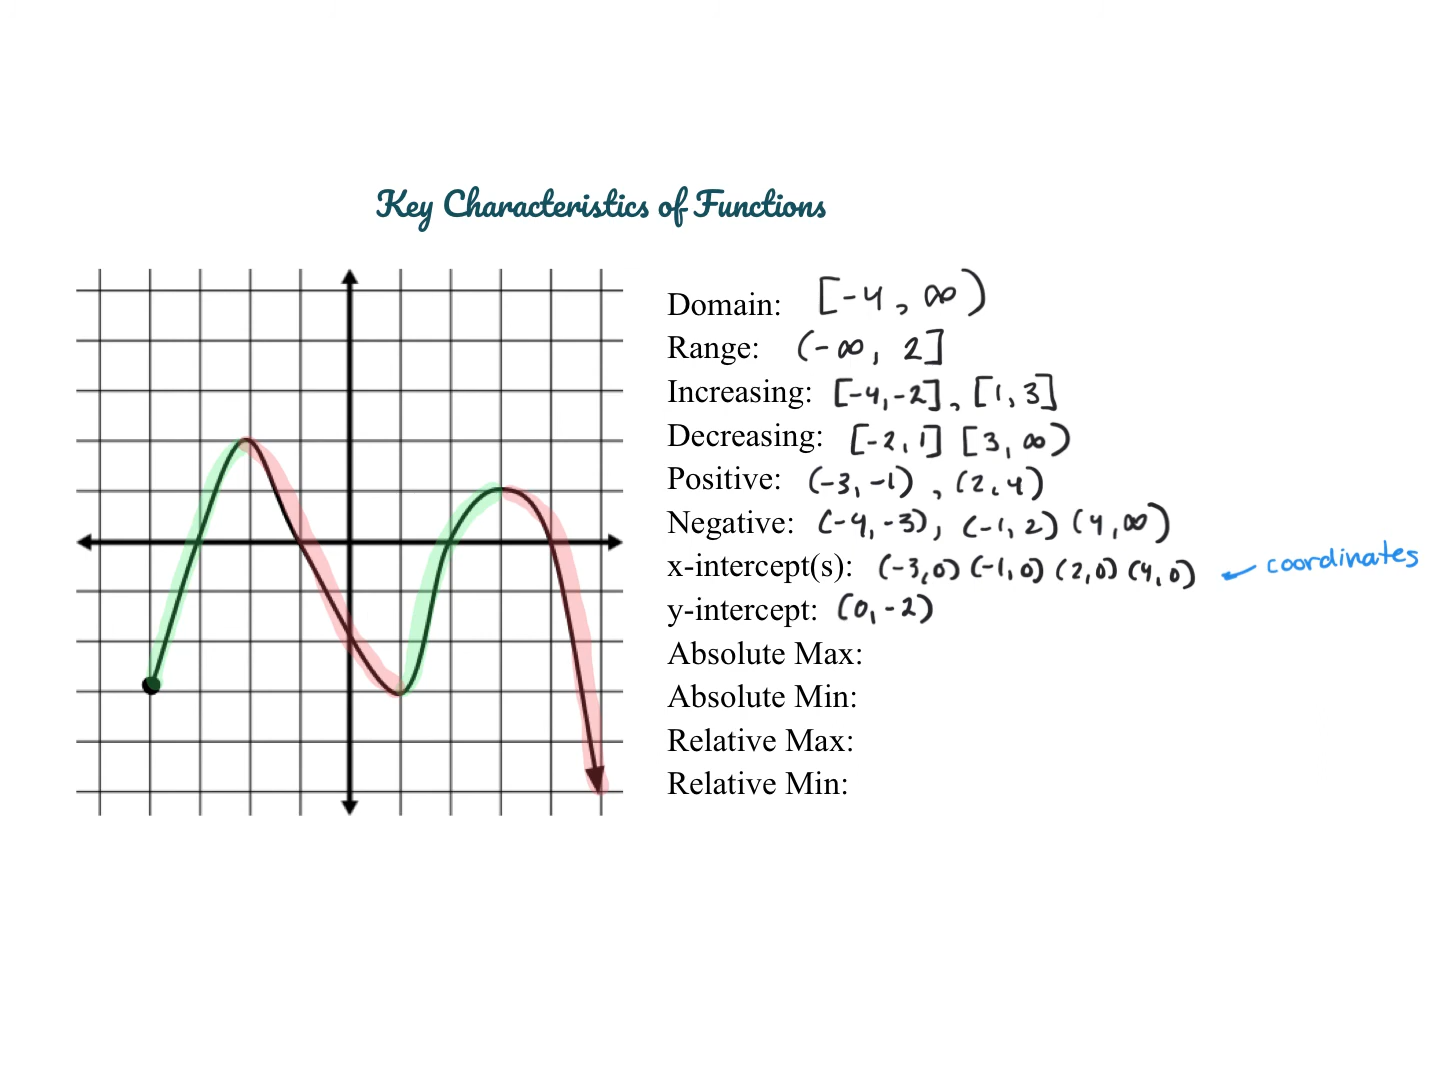 Key Characteristics of Functions
Domain: [-4, ∞)
Range: (-∞, 2]
Increasing: [-4,-2], [1, 3]
Decreasing: [-2, 1] [3, ∞)
Positive: (-3, -1), (2, 4)
Negative: (-4, -3), (-1, 2) (4, ∞)
x-intercept(s): (-3,0) (-1,0) (2,0) (4,0) coordinates
y-intercept: (0, -2)
Absolute Max:
Absolute Min:
Relative Max:
Relative Min: